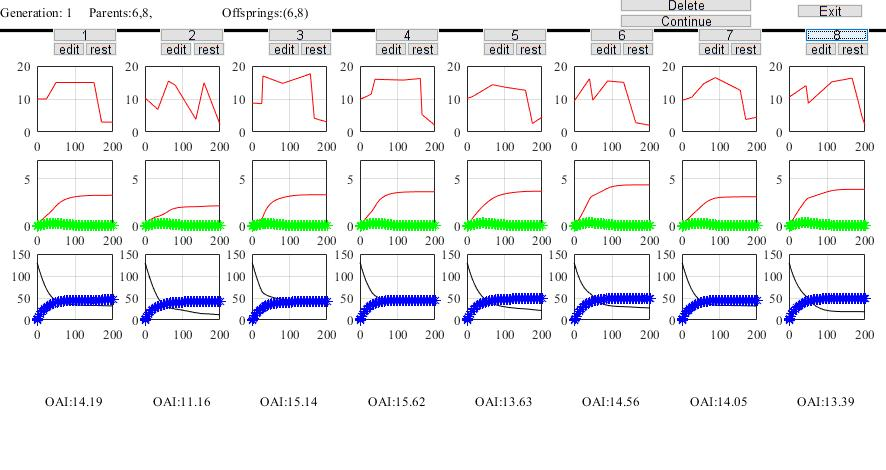 Delete
Generation: 1 Parents:6,8, Offsprings:(6,8) Exit
Continue
1 2 3 4 5 6 7 8
edit rest edit rest edit rest edit rest edit rest edit rest edit rest edit rest
20 20 20 20 20 20 20 20
10 10 10 10 10 10 10 10
0 0 0 0 0 0 0 0
0 100 200 0 100 200 0 100 200 0 100 200 0 100 200 0 100 200 0 100 200 0 100 200
5 5 5 5 5 5 5 5
0 0 0 0 0 0 0 0
0 100 200 0 100 200 0 100 200 0 100 200 0 100 200 0 100 200 0 100 200 0 100 200
150 150 150 150 150 150 150 150
100 100 100 100 100 100 100 100
50 50 50 50 50 50 50 50
0 0 0 0 0 0 0 0
0 100 200 0 100 200 0 100 200 0 100 200 0 100 200 0 100 200 0 100 200 0 100 200
OAI:14.19 OAI:11.16 OAI:15.14 OAI:15.62 OAI:13.63 OAI:14.56 OAI:14.05 OAI:13.39